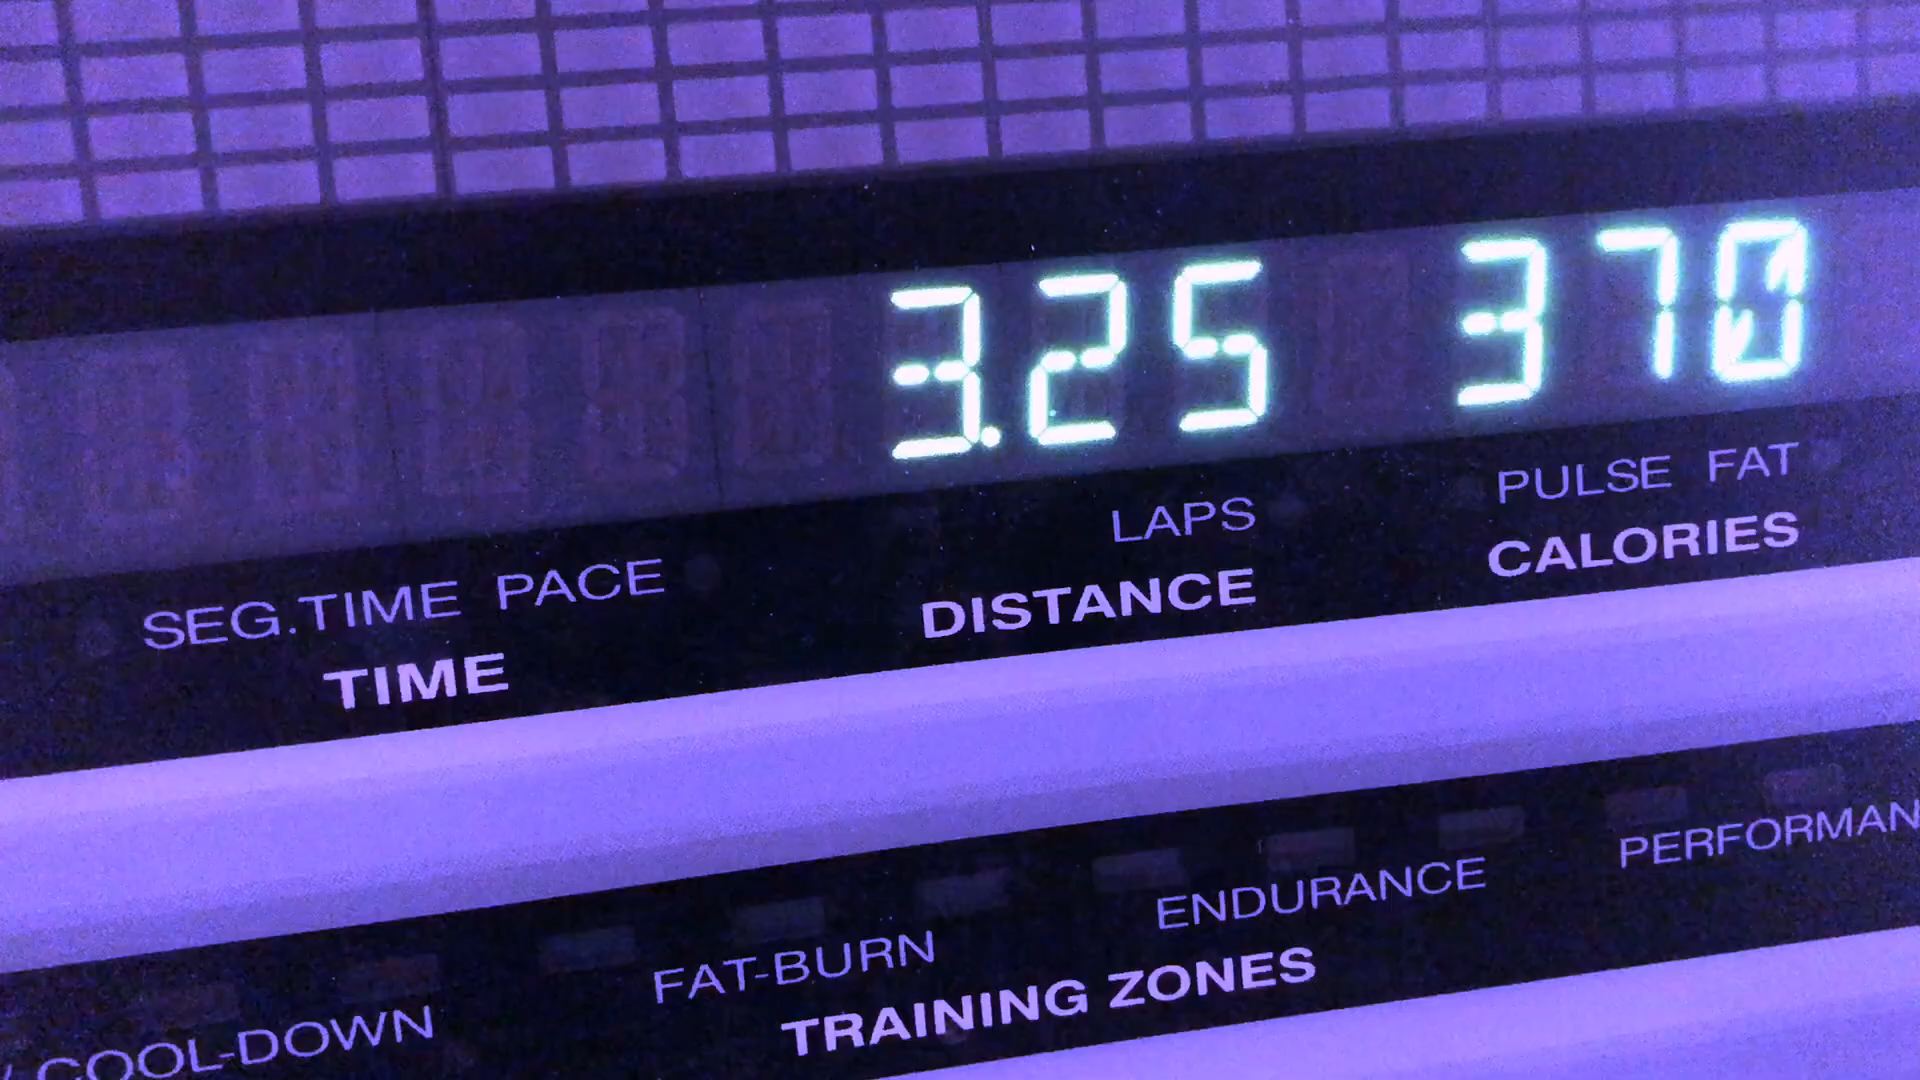 3.25 370
SEG.TIME PACE LAPS PULSE FAT
TIME DISTANCE CALORIES
COOL-DOWN FAT-BURN ENDURANCE PERFORMAN
TRAINING ZONES